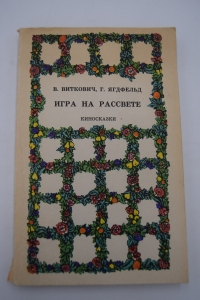 В. ВИТКОВИЧ, Г. ЯГДФЕЛЬД
ИГРА НА РАССВЕТЕ
КИНОСКАЗКИ